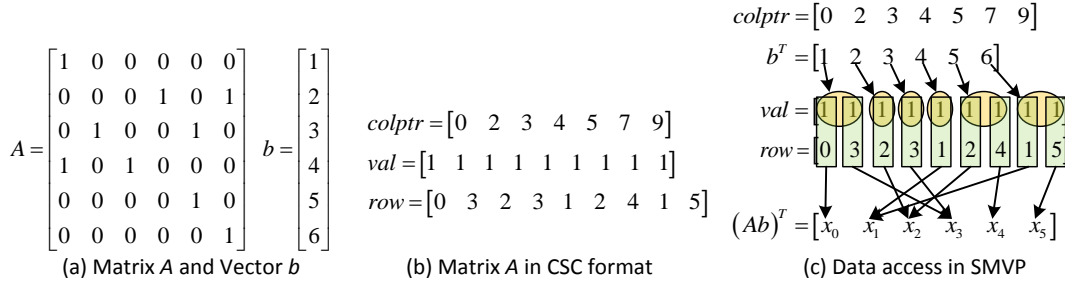 A = [1 0 0 0 0 0
0 0 0 1 0 1
0 1 0 0 1 0
1 0 1 0 0 0
0 0 0 0 1 0
0 0 0 0 0 1]
b = [1
2
3
4
5
6]
(a) Matrix A and Vector b
colptr = [0 2 3 4 5 7 9]
val = [1 1 1 1 1 1 1 1 1]
row = [0 3 2 3 1 2 4 1 5]
(b) Matrix A in CSC format
colptr = [0 2 3 4 5 7 9]
b^T = [1 2 3 4 5 6]
val = [1 1 1 1 1 1 1 1 1]
row = [0 3 2 3 1 2 4 1 5]
(Ab)^T = [x_0 x_1 x_2 x_3 x_4 x_5]
(c) Data access in SMVP